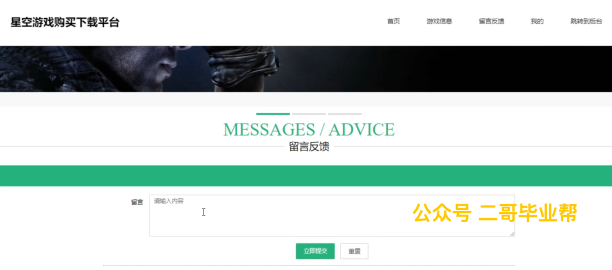 星空游戏购买下载平台
首页 游戏信息 留言反馈 我的 跳转到后台
MESSAGES / ADVICE
留言反馈
留言 请输入内容
公众号 二哥毕业帮
立即提交 重置